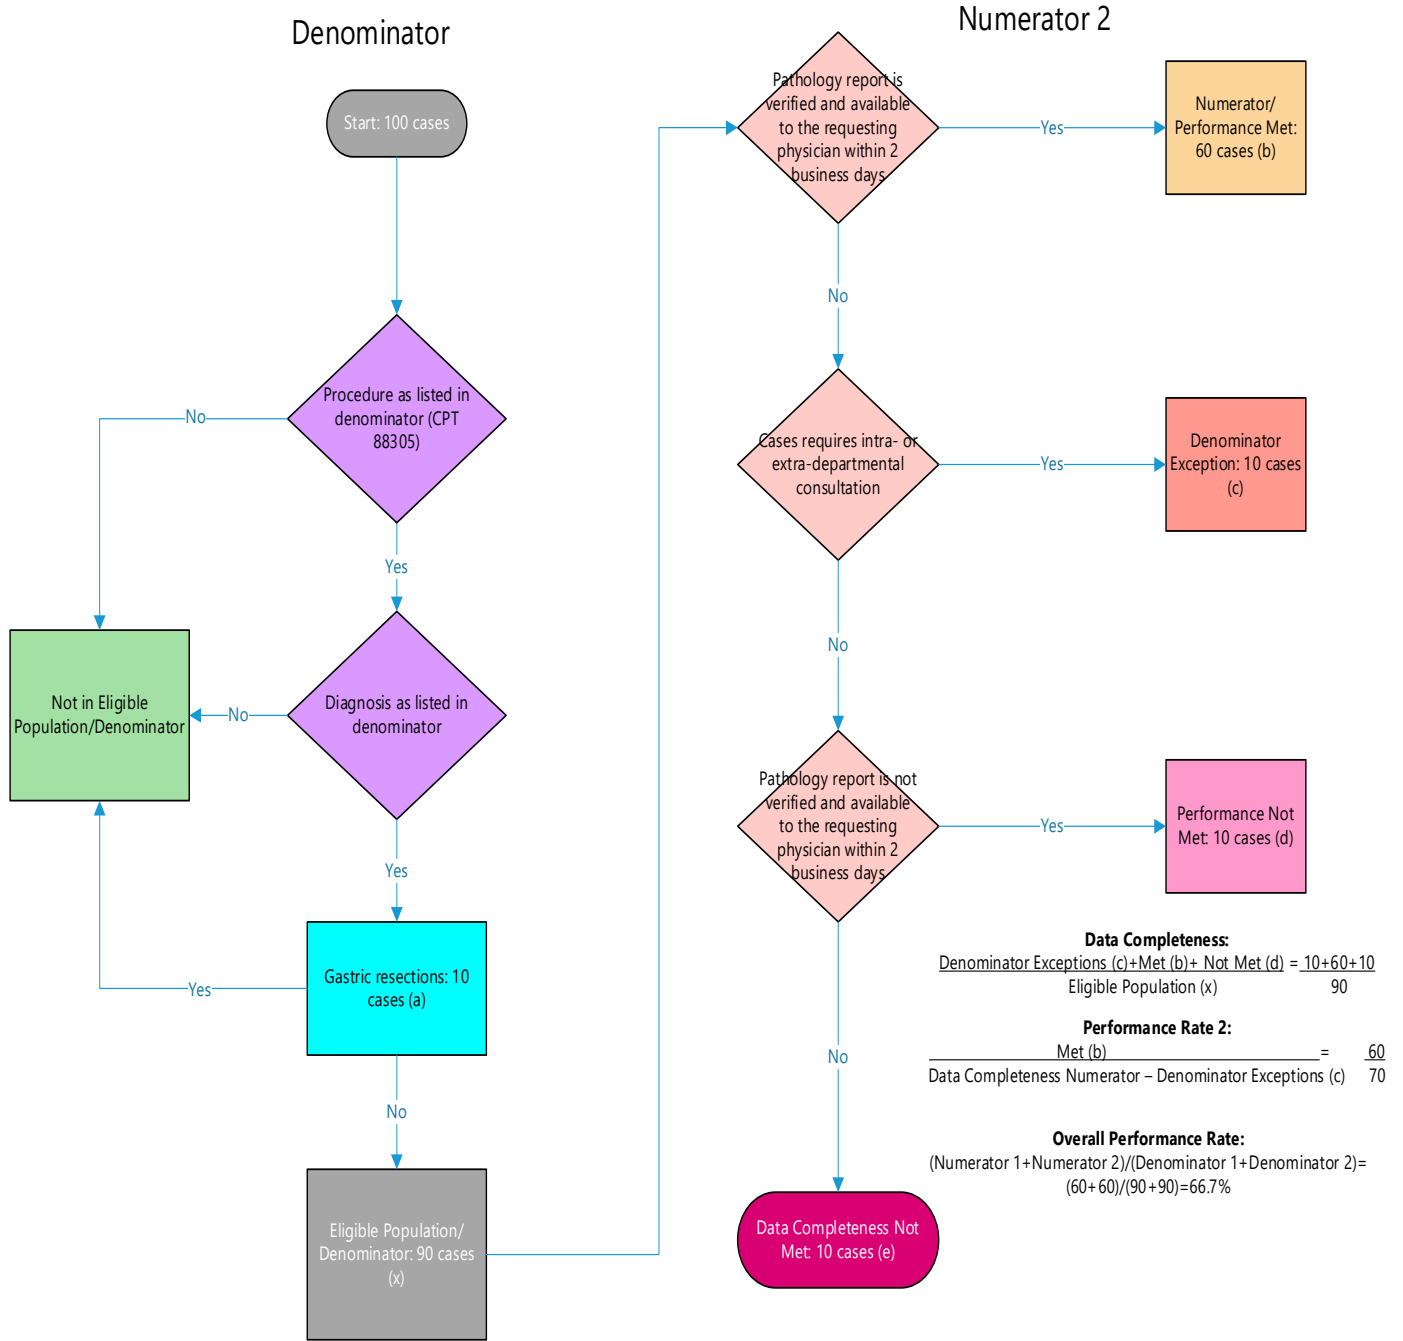 Denominator
Start: 100 cases
Procedure as listed in
denominator (CPT
88305)
No
Yes
Not in Eligible
Population/Denominator
No
Diagnosis as listed in
denominator
Yes
Gastric resections: 10
cases (a)
Yes
No
Eligible Population/
Denominator: 90 cases
(x)
Numerator 2
Pathology report is
verified and available
to the requesting
physician within 2
business days
Yes
Numerator/
Performance Met:
60 cases (b)
No
Cases requires intra- or
extra-departmental
consultation
Yes
Denominator
Exception: 10 cases
(c)
No
Pathology report is not
verified and available
to the requesting
physician within 2
business days
Yes
Performance Not
Met: 10 cases (d)
No
Data Completeness Not
Met: 10 cases (e)
Data Completeness:
Denominator Exceptions (c)+Met (b)+ Not Met (d) = 10+60+10
Eligible Population (x) 90
Performance Rate 2:
Met (b) = 60
Data Completeness Numerator – Denominator Exceptions (c) 70
Overall Performance Rate:
(Numerator 1+Numerator 2)/(Denominator 1+Denominator 2)=
(60+60)/(90+90)=66.7%